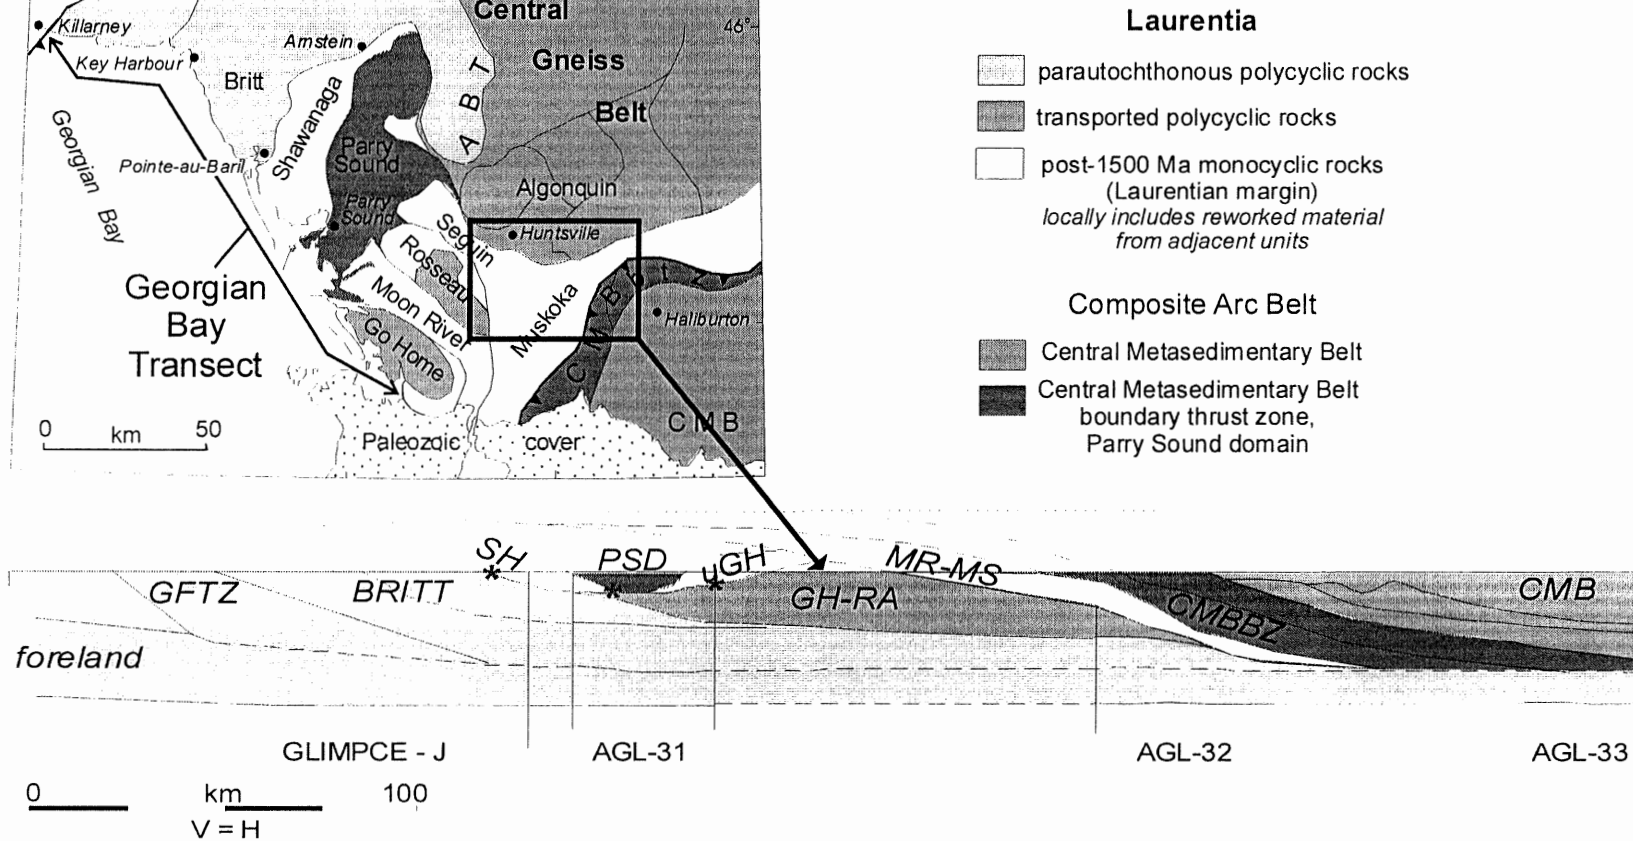 Central
Gneiss
Belt
46°
Killarney
Arnstein
Key Harbour
Britt
Shawanaga
A B T
Georgian Bay
Pointe-au-Baril
Parry
Sound
Parry
Sound
Algonquin
Huntsville
Seguin
Rosseau
Moon River
Go Home
Muskoka
C M B b t z
Haliburton
Georgian
Bay
Transect
C M B
Paleozoic cover
0 km 50
Laurentia
parautochthonous polycyclic rocks
transported polycyclic rocks
post-1500 Ma monocyclic rocks
(Laurentian margin)
locally includes reworked material
from adjacent units
Composite Arc Belt
Central Metasedimentary Belt
Central Metasedimentary Belt
boundary thrust zone,
Parry Sound domain
SH
*
PSD
*
uGH
*
MR-MS
GFTZ
BRITT
GH-RA
CMBBZ
CMB
foreland
GLIMPCE - J
AGL-31
AGL-32
AGL-33
0 km 100
V = H